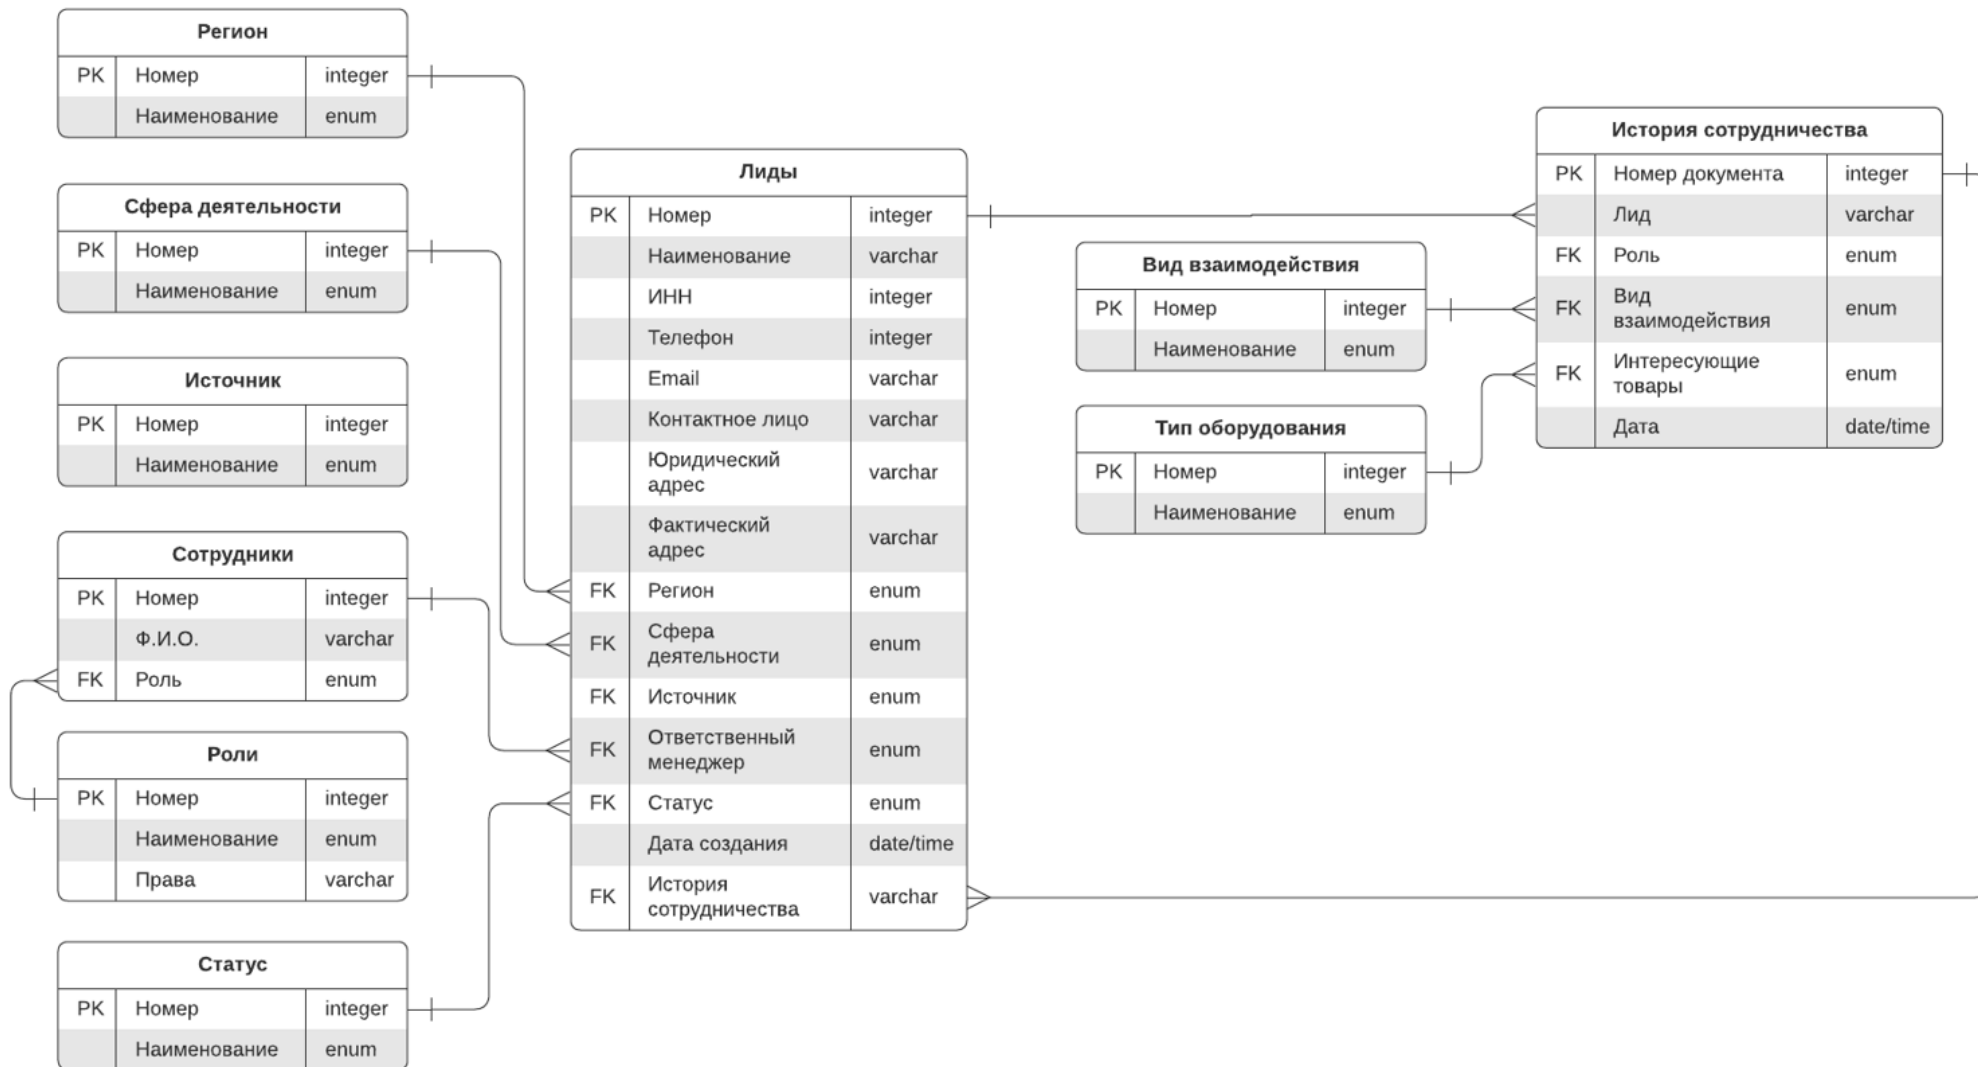 Регион
PK Номер integer
Наименование enum
Сфера деятельности
PK Номер integer
Наименование enum
Источник
PK Номер integer
Наименование enum
Сотрудники
PK Номер integer
Ф.И.О. varchar
FK Роль enum
Роли
PK Номер integer
Наименование enum
Права varchar
Статус
PK Номер integer
Наименование enum
Лиды
PK Номер integer
Наименование varchar
ИНН integer
Телефон integer
Email varchar
Контактное лицо varchar
Юридический
адрес varchar
Фактический
адрес varchar
FK Регион enum
Сфера
FK деятельности enum
FK Источник enum
Ответственный
FK менеджер enum
FK Статус enum
Дата создания date/time
История
FK сотрудничества varchar
Вид взаимодействия
PK Номер integer
Наименование enum
Тип оборудования
PK Номер integer
Наименование enum
История сотрудничества
PK Номер документа integer
Лид varchar
FK Роль enum
Вид
FK взаимодействия enum
Интересующие
FK товары enum
Дата date/time